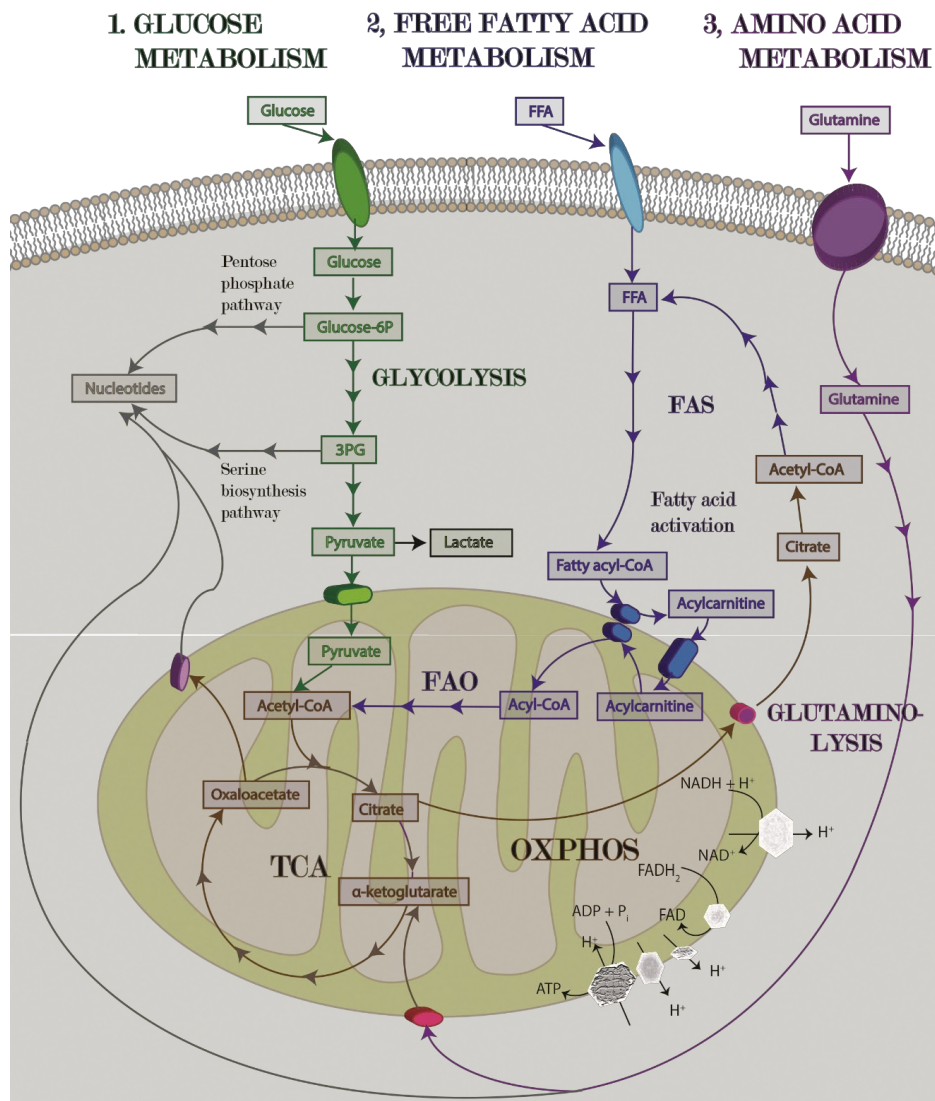 1. GLUCOSE
METABOLISM
2, FREE FATTY ACID
METABOLISM
3, AMINO ACID
METABOLISM
Glucose
FFA
Glutamine
Glucose
Pentose
phosphate
pathway
FFA
Glucose-6P
GLYCOLYSIS
Nucleotides
FAS
Glutamine
3PG
Serine
biosynthesis
pathway
Acetyl-CoA
Fatty acid
activation
Pyruvate
Lactate
Citrate
Fatty acyl-CoA
Acylcarnitine
Pyruvate
FAO
Acetyl-CoA
Acyl-CoA
Acylcarnitine
GLUTAMINO-
LYSIS
Oxaloacetate
Citrate
NADH + H⁺
H⁺
NAD⁺
OXPHOS
TCA
FADH₂
α-ketoglutarate
ADP + Pᵢ
FAD
H⁺
H⁺
ATP
H⁺